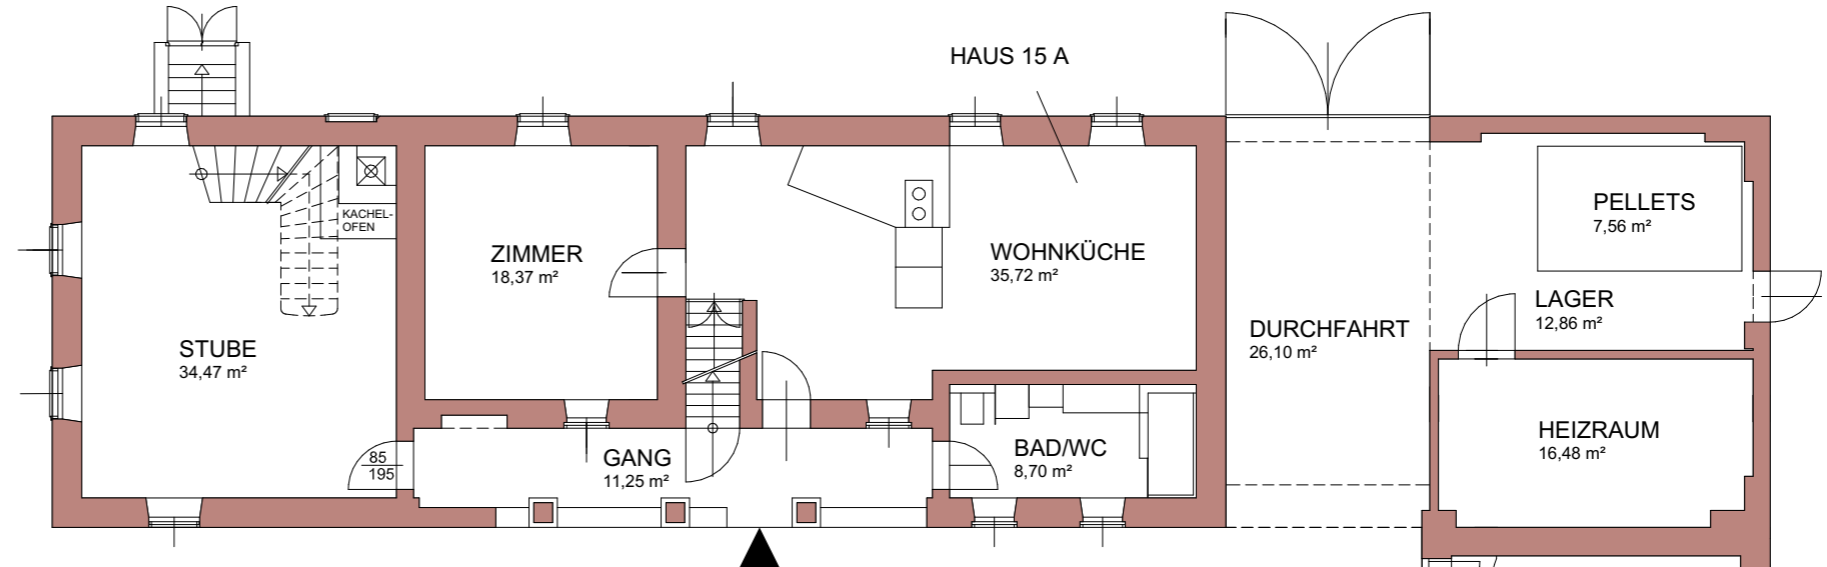 HAUS 15 A
KACHEL-
OFEN
ZIMMER
18,37 m²
WOHNKÜCHE
35,72 m²
PELLETS
7,56 m²
STUBE
34,47 m²
DURCHFAHRT
26,10 m²
LAGER
12,86 m²
85
195
GANG
11,25 m²
BAD/WC
8,70 m²
HEIZRAUM
16,48 m²